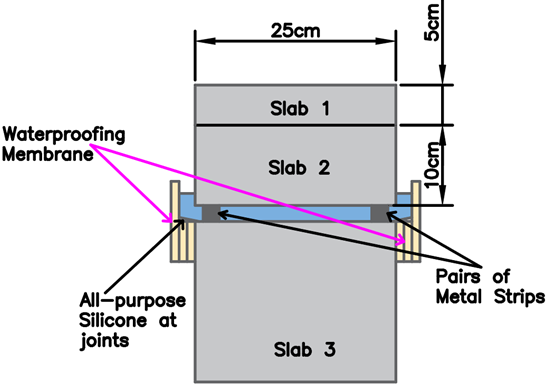 25cm
5cm
Slab 1
Waterproofing
Membrane
Slab 2
10cm
Pairs of
Metal Strips
All-purpose
Silicone at
joints
Slab 3